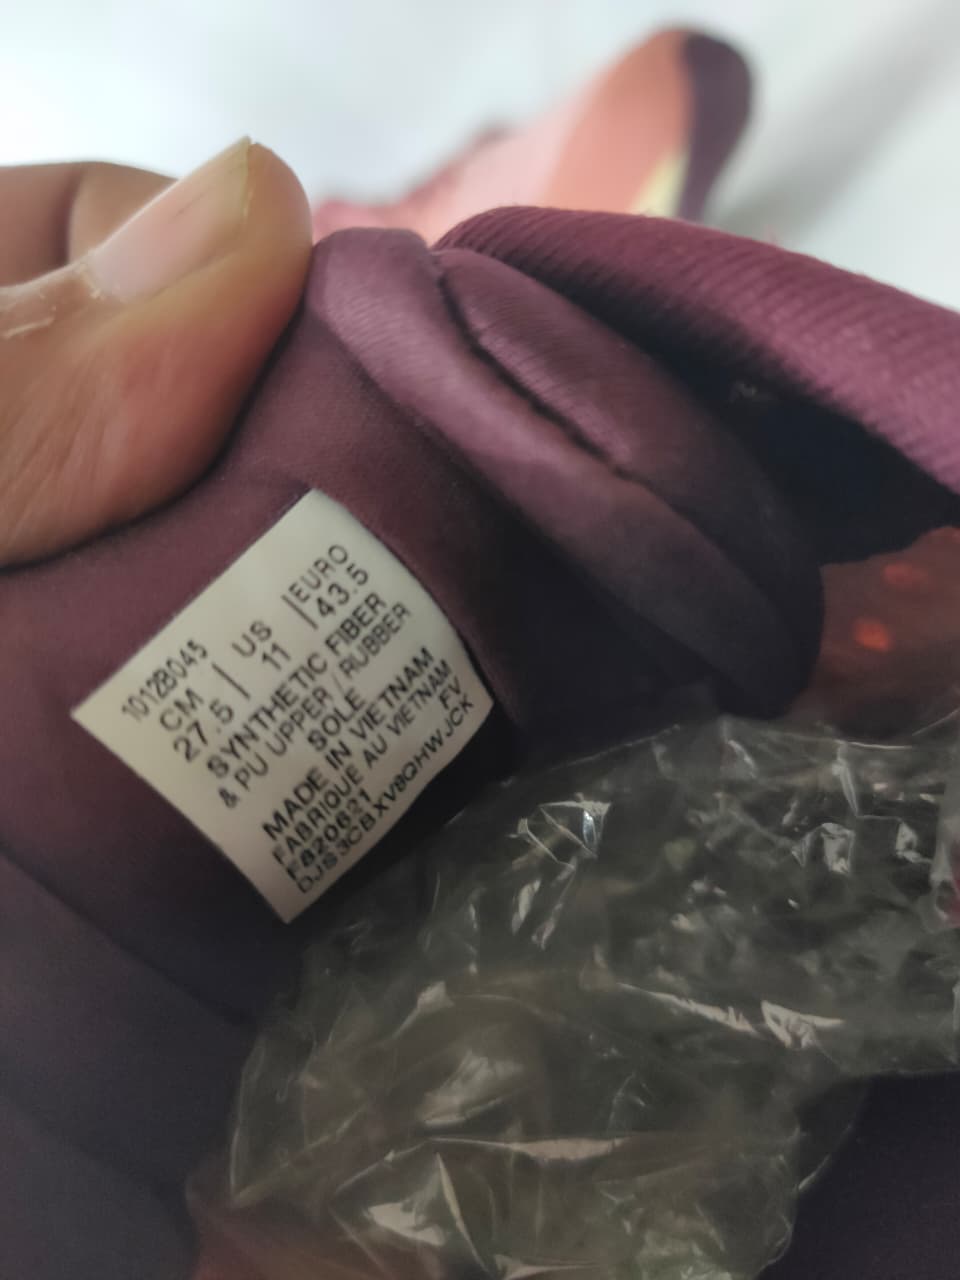 1012B045
CM | US | EURO
27.5 | 11 | 43.5
SYNTHETIC FIBER
& PU UPPER / RUBBER
SOLE
MADE IN VIETNAM
FABRIQUE AU VIETNAM
F820621 FV
DJS3CBXV8QHWJCK